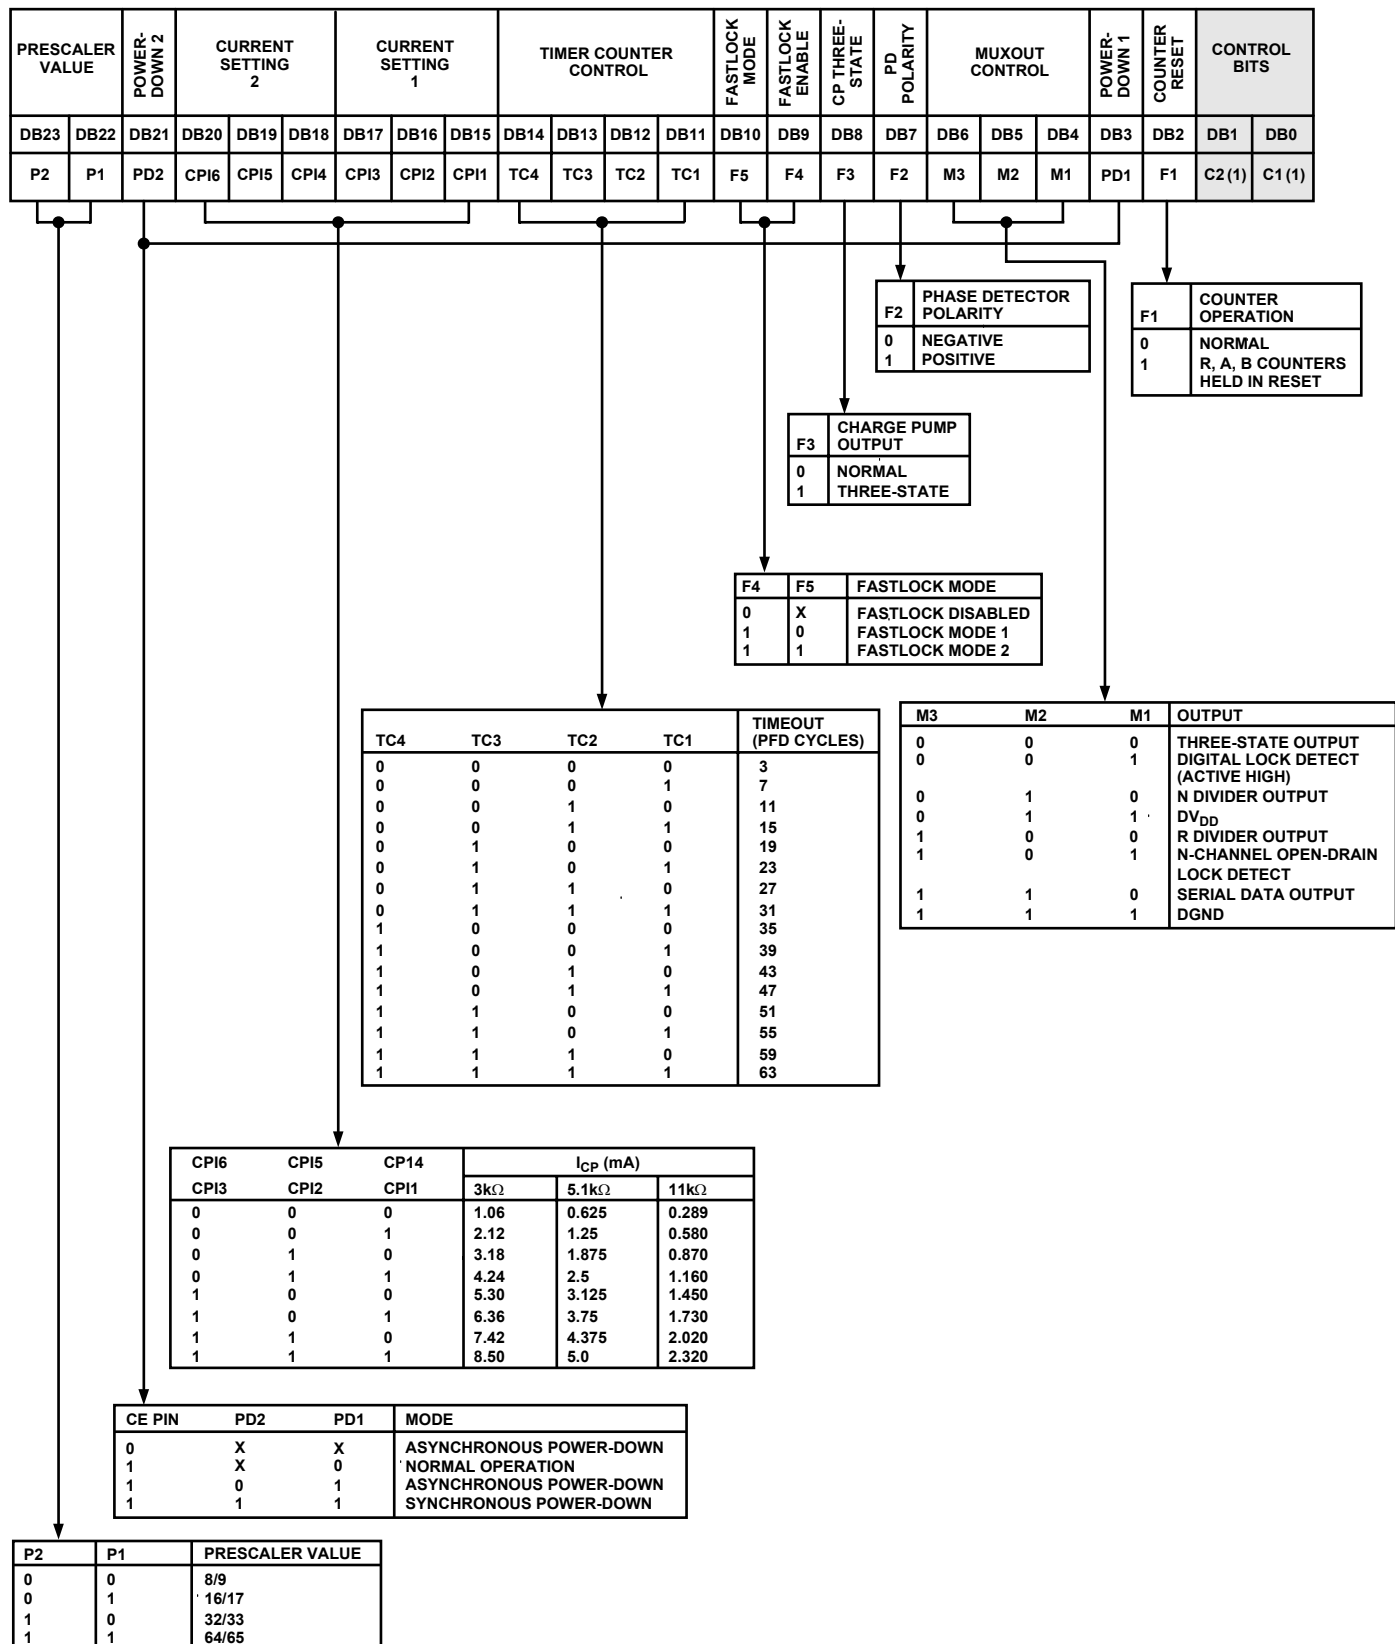 PRESCALER VALUE
POWER-DOWN 2
CURRENT SETTING 2
CURRENT SETTING 1
TIMER COUNTER CONTROL
FASTLOCK MODE
FASTLOCK ENABLE
CP THREE-STATE
PD POLARITY
MUXOUT CONTROL
POWER-DOWN 1
COUNTER RESET
CONTROL BITS
DB23 DB22 DB21 DB20 DB19 DB18 DB17 DB16 DB15 DB14 DB13 DB12 DB11 DB10 DB9 DB8 DB7 DB6 DB5 DB4 DB3 DB2 DB1 DB0
P2 P1 PD2 CPI6 CPI5 CPI4 CPI3 CPI2 CPI1 TC4 TC3 TC2 TC1 F5 F4 F3 F2 M3 M2 M1 PD1 F1 C2 (1) C1 (1)
F2 PHASE DETECTOR POLARITY
0 NEGATIVE
1 POSITIVE
F1 COUNTER OPERATION
0 NORMAL
1 R, A, B COUNTERS
HELD IN RESET
F3 CHARGE PUMP OUTPUT
0 NORMAL
1 THREE-STATE
F4 F5 FASTLOCK MODE
0 X FASTLOCK DISABLED
1 0 FASTLOCK MODE 1
1 1 FASTLOCK MODE 2
TC4 TC3 TC2 TC1 TIMEOUT (PFD CYCLES)
0 0 0 0 3
0 0 0 1 7
0 0 1 0 11
0 0 1 1 15
0 1 0 0 19
0 1 0 1 23
0 1 1 0 27
0 1 1 1 31
1 0 0 0 35
1 0 0 1 39
1 0 1 0 43
1 0 1 1 47
1 1 0 0 51
1 1 0 1 55
1 1 1 0 59
1 1 1 1 63
M3 M2 M1 OUTPUT
0 0 0 THREE-STATE OUTPUT
0 0 1 DIGITAL LOCK DETECT
(ACTIVE HIGH)
0 1 0 N DIVIDER OUTPUT
0 1 1 DVDD
1 0 0 R DIVIDER OUTPUT
1 0 1 N-CHANNEL OPEN-DRAIN
LOCK DETECT
1 1 0 SERIAL DATA OUTPUT
1 1 1 DGND
CPI6 CPI5 CP14 ICP (mA)
CPI3 CPI2 CPI1 3kΩ 5.1kΩ 11kΩ
0 0 0 1.06 0.625 0.289
0 0 1 2.12 1.25 0.580
0 1 0 3.18 1.875 0.870
0 1 1 4.24 2.5 1.160
1 0 0 5.30 3.125 1.450
1 0 1 6.36 3.75 1.730
1 1 0 7.42 4.375 2.020
1 1 1 8.50 5.0 2.320
CE PIN PD2 PD1 MODE
0 X X ASYNCHRONOUS POWER-DOWN
1 X 0 NORMAL OPERATION
1 0 1 ASYNCHRONOUS POWER-DOWN
1 1 1 SYNCHRONOUS POWER-DOWN
P2 P1 PRESCALER VALUE
0 0 8/9
0 1 16/17
1 0 32/33
1 1 64/65